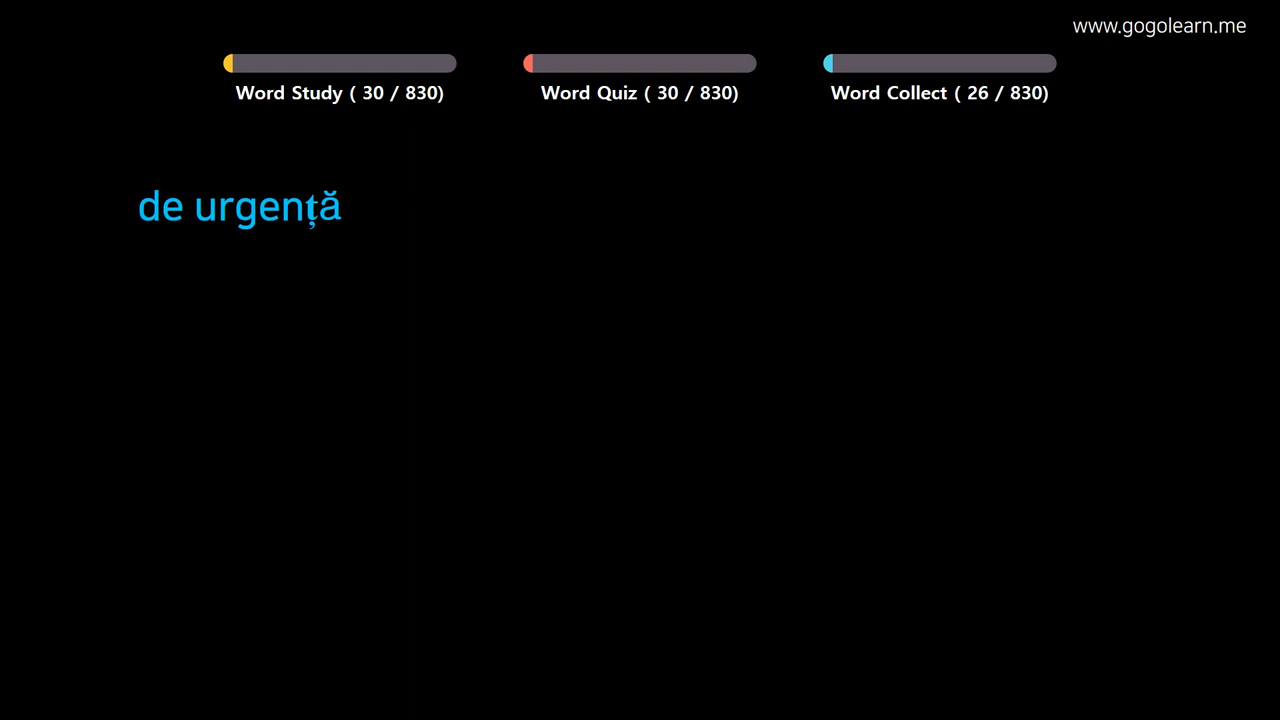 www.gogolearn.me
Word Study ( 30 / 830)
Word Quiz ( 30 / 830)
Word Collect ( 26 / 830)
de urgență